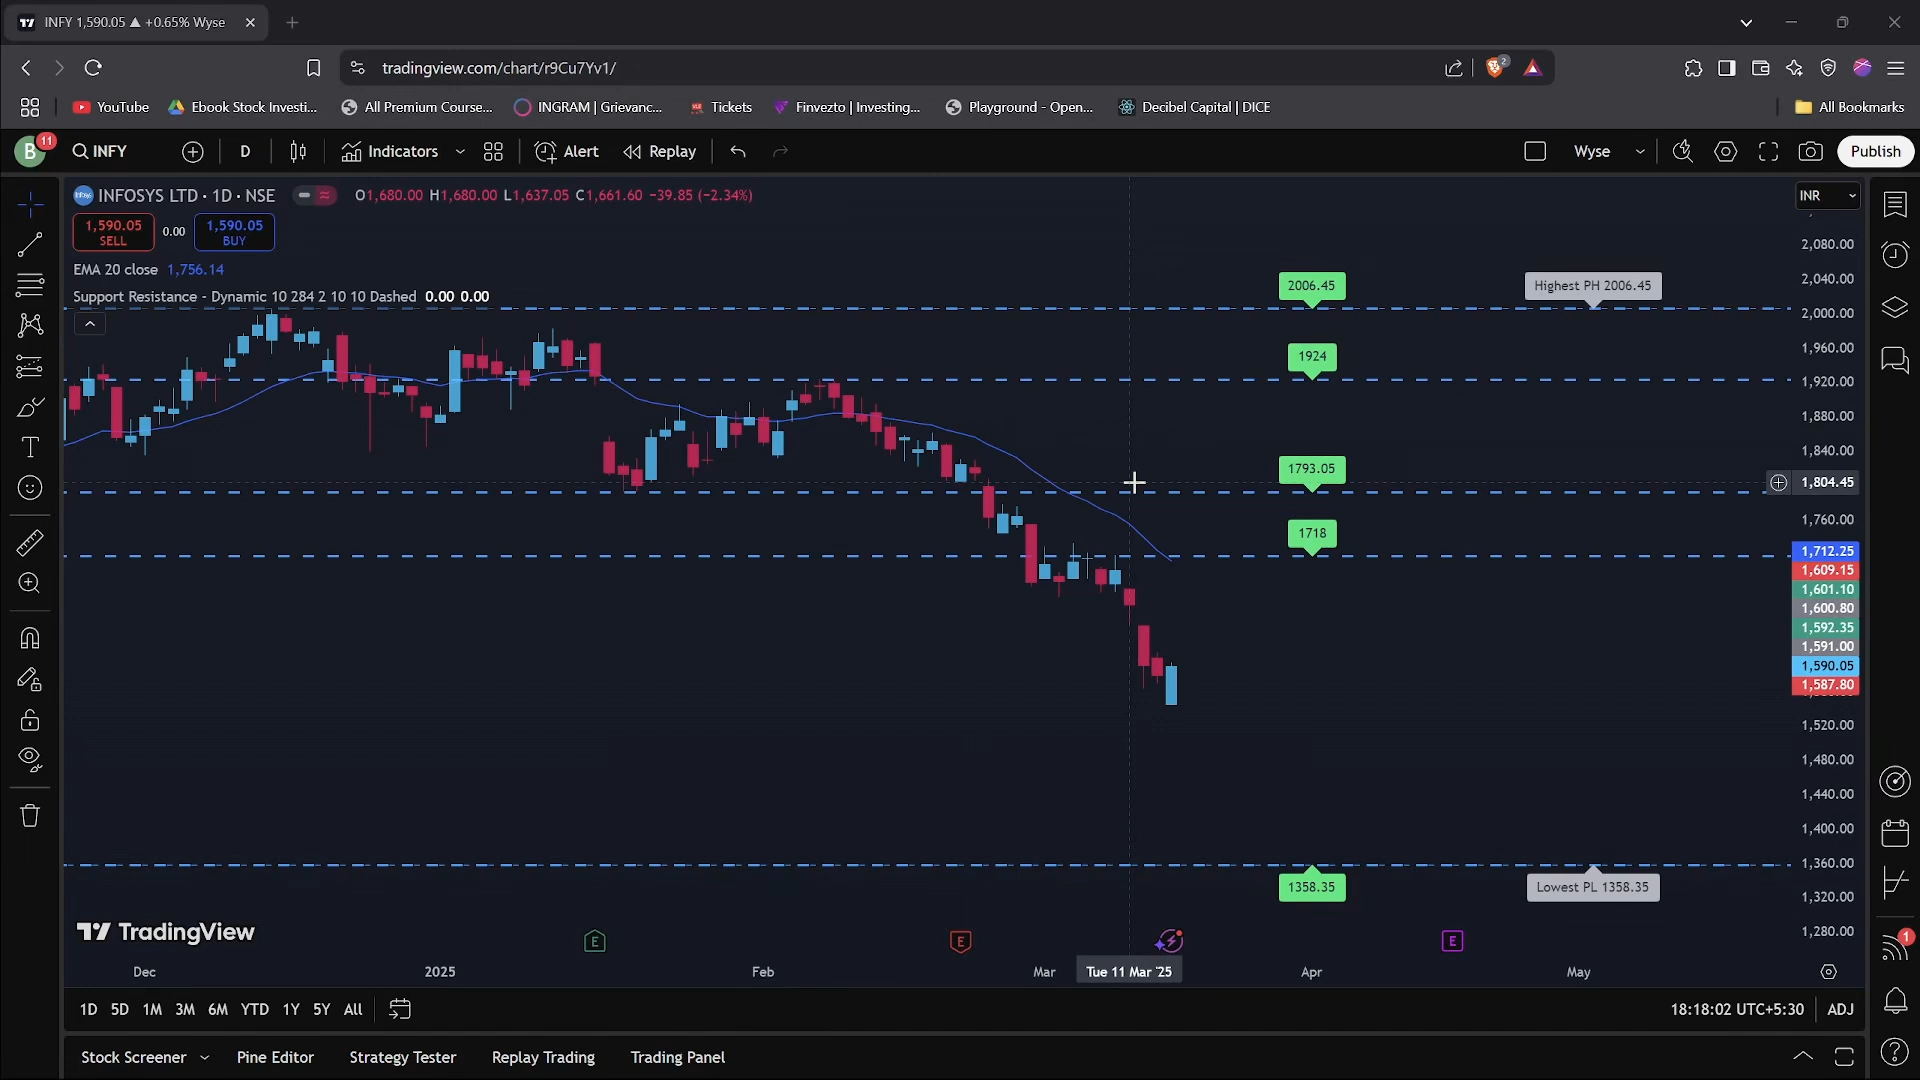 INFY 1,590.05 ▲ +0.65% Wyse
tradingview.com/chart/r9Cu7Yv1/
2
YouTube
Ebook Stock Investi...
All Premium Course...
INGRAM | Grievanc...
Tickets
Finvezto | Investing...
Playground - Open...
Decibel Capital | DICE
All Bookmarks
B
11
INFY
D
Indicators
Alert
Replay
Wyse
Publish
INFOSYS LTD · 1D · NSE
O1,680.00 H1,680.00 L1,637.05 C1,661.60 −39.85 (−2.34%)
INR
1,590.05
SELL
0.00
1,590.05
BUY
EMA 20 close 1,756.14
Support Resistance - Dynamic 10 284 2 10 10 Dashed 0.00 0.00
2006.45
Highest PH 2006.45
1924
1793.05
1718
1358.35
Lowest PL 1358.35
2,080.00
2,040.00
2,000.00
1,960.00
1,920.00
1,880.00
1,840.00
1,804.45
1,760.00
1,712.25
1,609.15
1,601.10
1,600.80
1,592.35
1,591.00
1,590.05
1,587.80
1,520.00
1,480.00
1,440.00
1,400.00
1,360.00
1,320.00
1,280.00
TradingView
E
E
E
Dec
2025
Feb
Mar
Tue 11 Mar '25
Apr
May
1
1D
5D
1M
3M
6M
YTD
1Y
5Y
All
18:18:02 UTC+5:30
ADJ
Stock Screener
Pine Editor
Strategy Tester
Replay Trading
Trading Panel